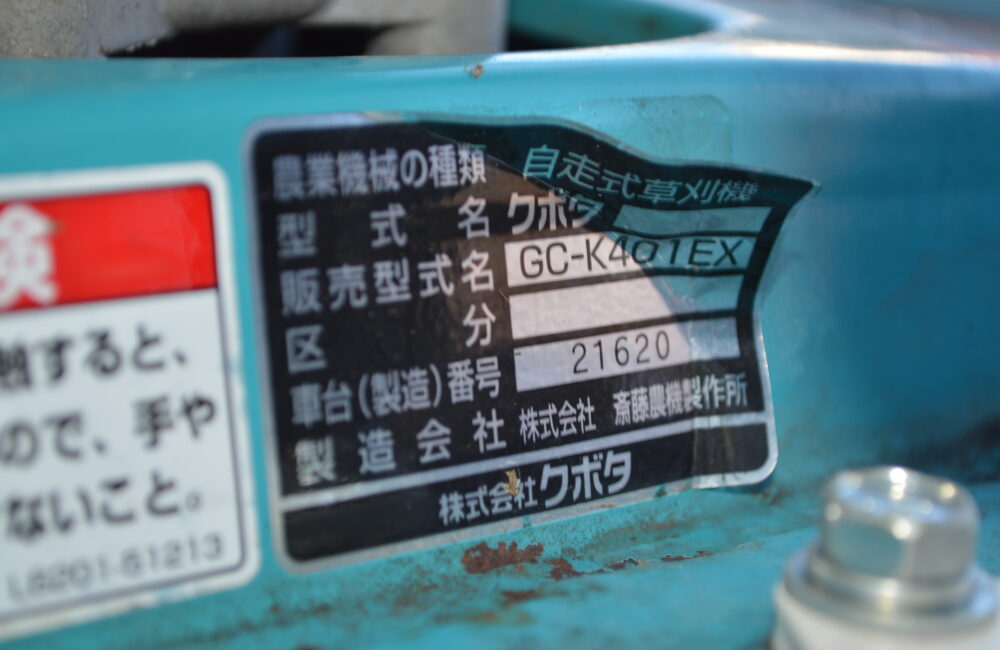 険
触すると、
ので、手や
ないこと。
L8201-51213
農業機械の種類 自走式草刈機
型式名 クボタ
販売型式名 GC-K401EX
区分
車台(製造)番号 21620
製造会社 株式会社 斎藤農機製作所
株式会社クボタ